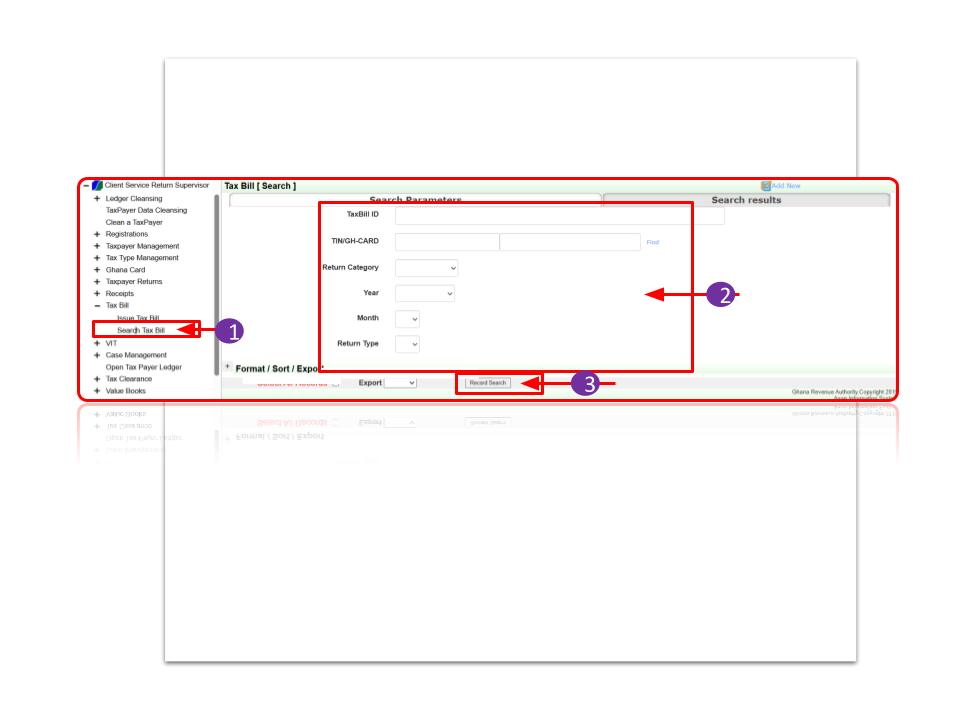 Client Service Return Supervisor
Tax Bill [ Search ]
Add New
Search Parameters
Search results
+ Ledger Cleansing
TaxPayer Data Cleansing
Clean a TaxPayer
+ Registrations
+ Taxpayer Management
+ Tax Type Management
+ Ghana Card
+ Taxpayer Returns
+ Receipts
− Tax Bill
Issue Tax Bill
Search Tax Bill
+ VIT
+ Case Management
Open Tax Payer Ledger
+ Tax Clearance
+ Value Books
TaxBill ID
TIN/GH-CARD
Find
Return Category
Year
Month
Return Type
1
2
3
+ Format / Sort / Export
Select All Records
Export
Record Search
Ghana Revenue Authority Copyright 201